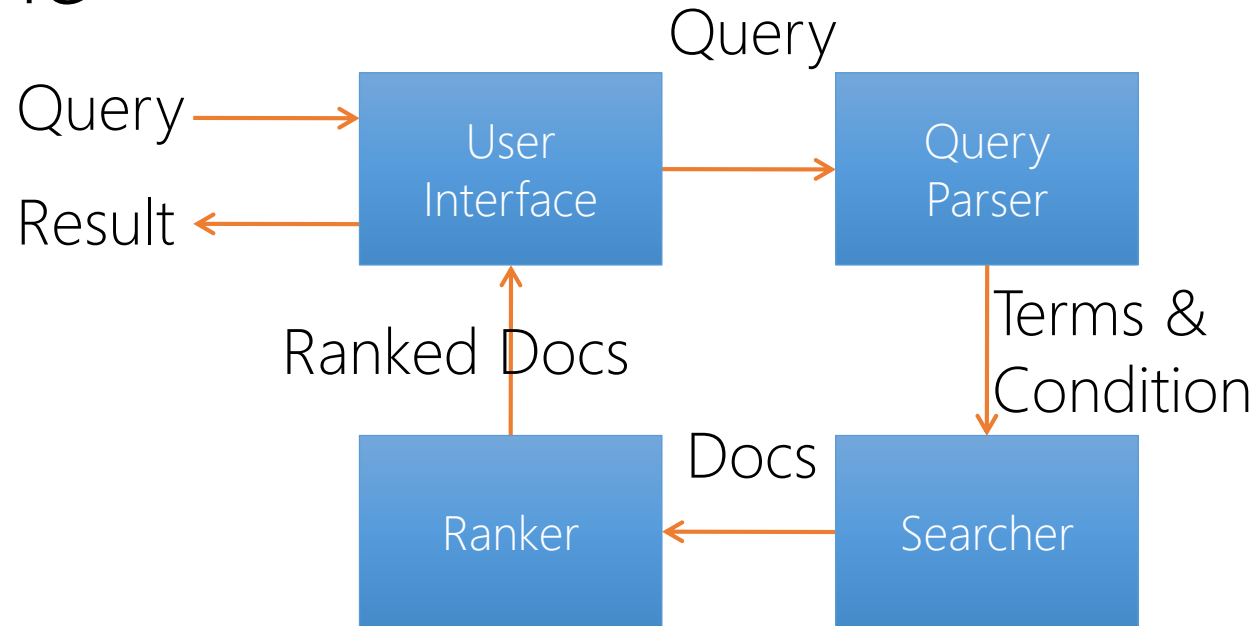 Query
Query
User
Interface
Query
Parser
Result
Terms &
Condition
Ranked Docs
Docs
Ranker
Searcher